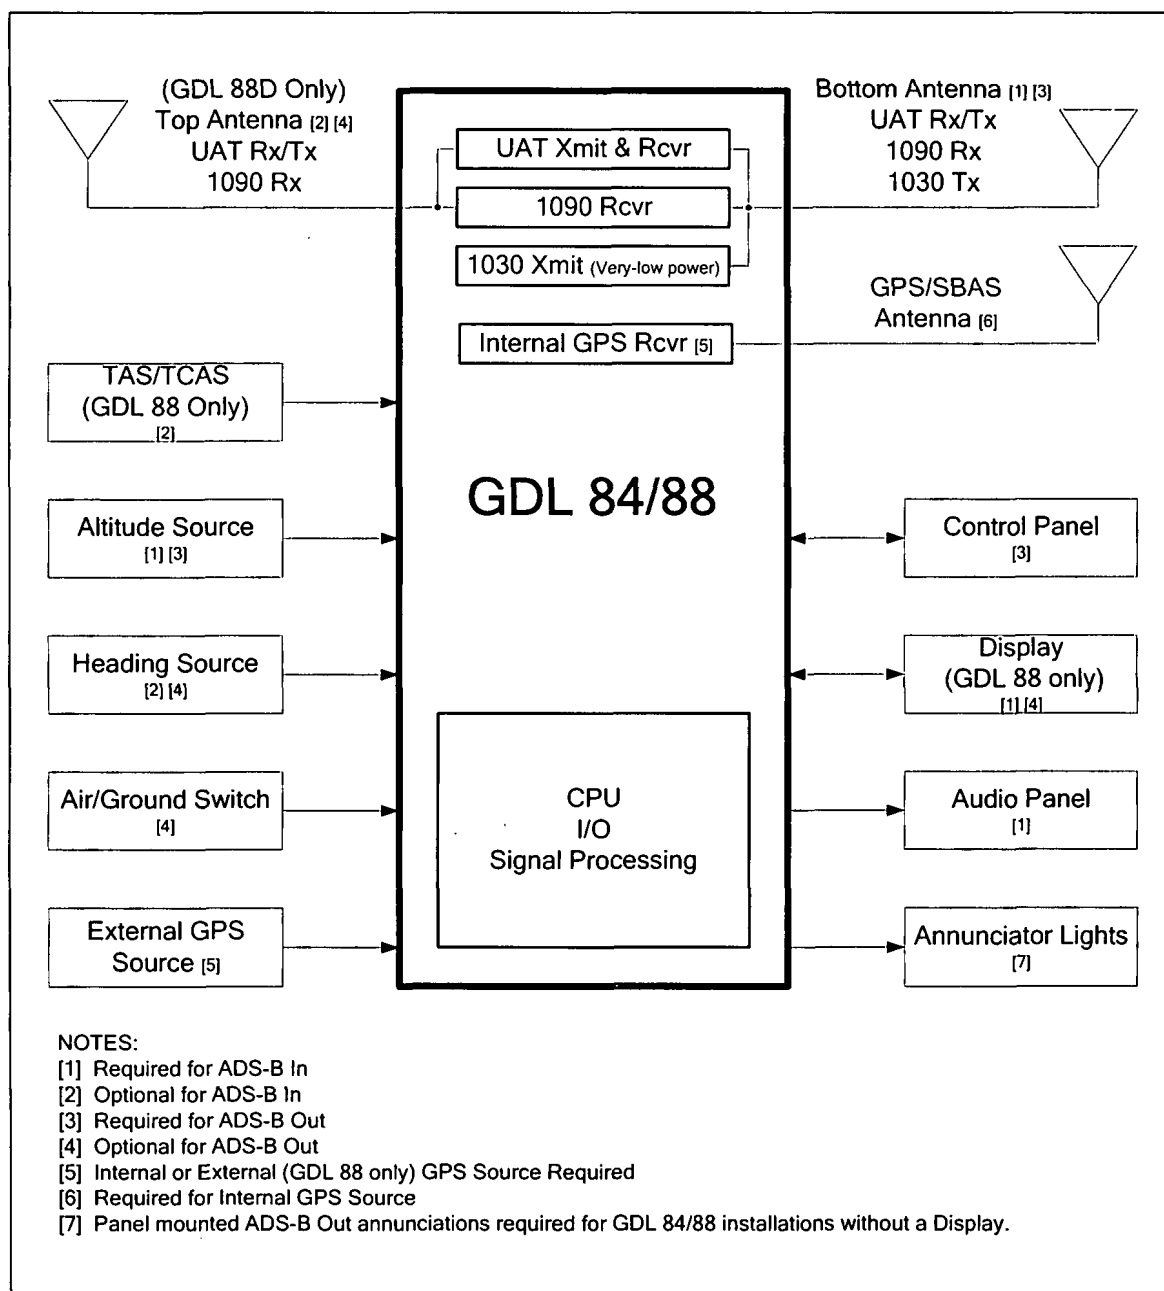 (GDL 88D Only)
Top Antenna [2] [4]
UAT Rx/Tx
1090 Rx
Bottom Antenna [1] [3]
UAT Rx/Tx
1090 Rx
1030 Tx
UAT Xmit & Rcvr
1090 Rcvr
1030 Xmit (Very-low power)
Internal GPS Rcvr [5]
GPS/SBAS
Antenna [6]
TAS/TCAS
(GDL 88 Only)
[2]
GDL 84/88
Altitude Source
[1] [3]
Control Panel
[3]
Heading Source
[2] [4]
Display
(GDL 88 only)
[1] [4]
Air/Ground Switch
[4]
CPU
I/O
Signal Processing
Audio Panel
[1]
External GPS
Source [5]
Annunciator Lights
[7]
NOTES:
[1] Required for ADS-B In
[2] Optional for ADS-B In
[3] Required for ADS-B Out
[4] Optional for ADS-B Out
[5] Internal or External (GDL 88 only) GPS Source Required
[6] Required for Internal GPS Source
[7] Panel mounted ADS-B Out annunciations required for GDL 84/88 installations without a Display.